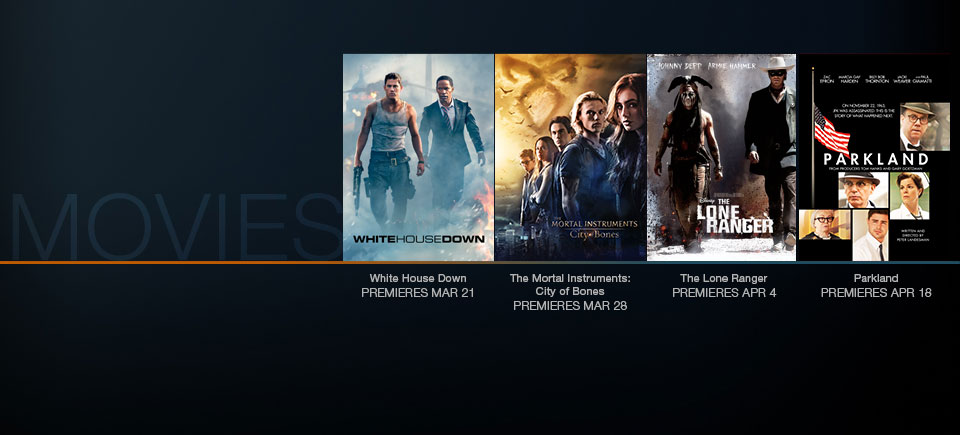 MOVIES
WHITEHOUSEDOWN
THE
MORTAL INSTRUMENTS
City of Bones
JOHNNY DEPP ARMIE HAMMER
Disney
THE
LONE
RANGER
ZAC EFRON
MARCIA GAY HARDEN
BILLY BOB THORNTON
JACKI WEAVER
AND PAUL GIAMATTI
ON NOVEMBER 22, 1963,
JFK WAS ASSASSINATED. THIS IS THE
STORY OF WHAT HAPPENED NEXT.
PARKLAND
FROM PRODUCERS TOM HANKS AND GARY GOETZMAN
WRITTEN
AND DIRECTED
BY
PETER LANDESMAN
White House Down
PREMIERES MAR 21
The Mortal Instruments:
City of Bones
PREMIERES MAR 28
The Lone Ranger
PREMIERES APR 4
Parkland
PREMIERES APR 18